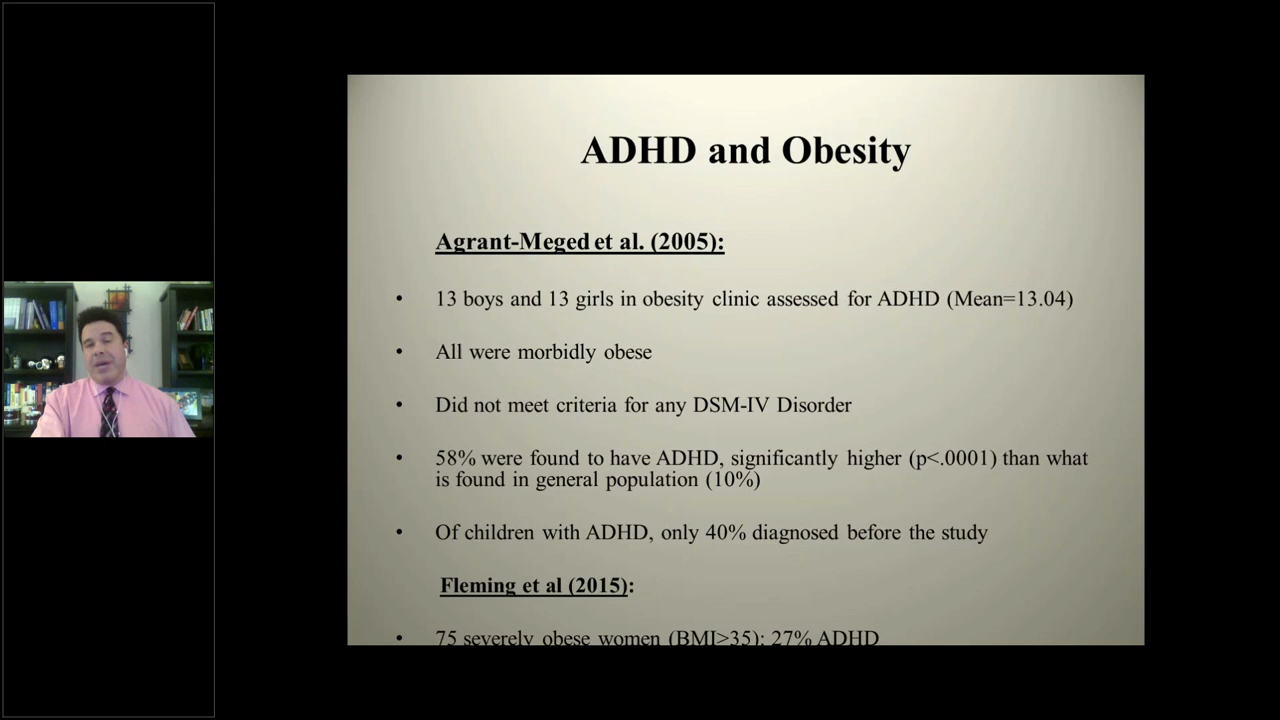 ADHD and Obesity
Agrant-Meged et al. (2005):
• 13 boys and 13 girls in obesity clinic assessed for ADHD (Mean=13.04)
• All were morbidly obese
• Did not meet criteria for any DSM-IV Disorder
• 58% were found to have ADHD, significantly higher (p<.0001) than what
is found in general population (10%)
• Of children with ADHD, only 40% diagnosed before the study
Fleming et al (2015):
• 75 severely obese women (BMI>35): 27% ADHD